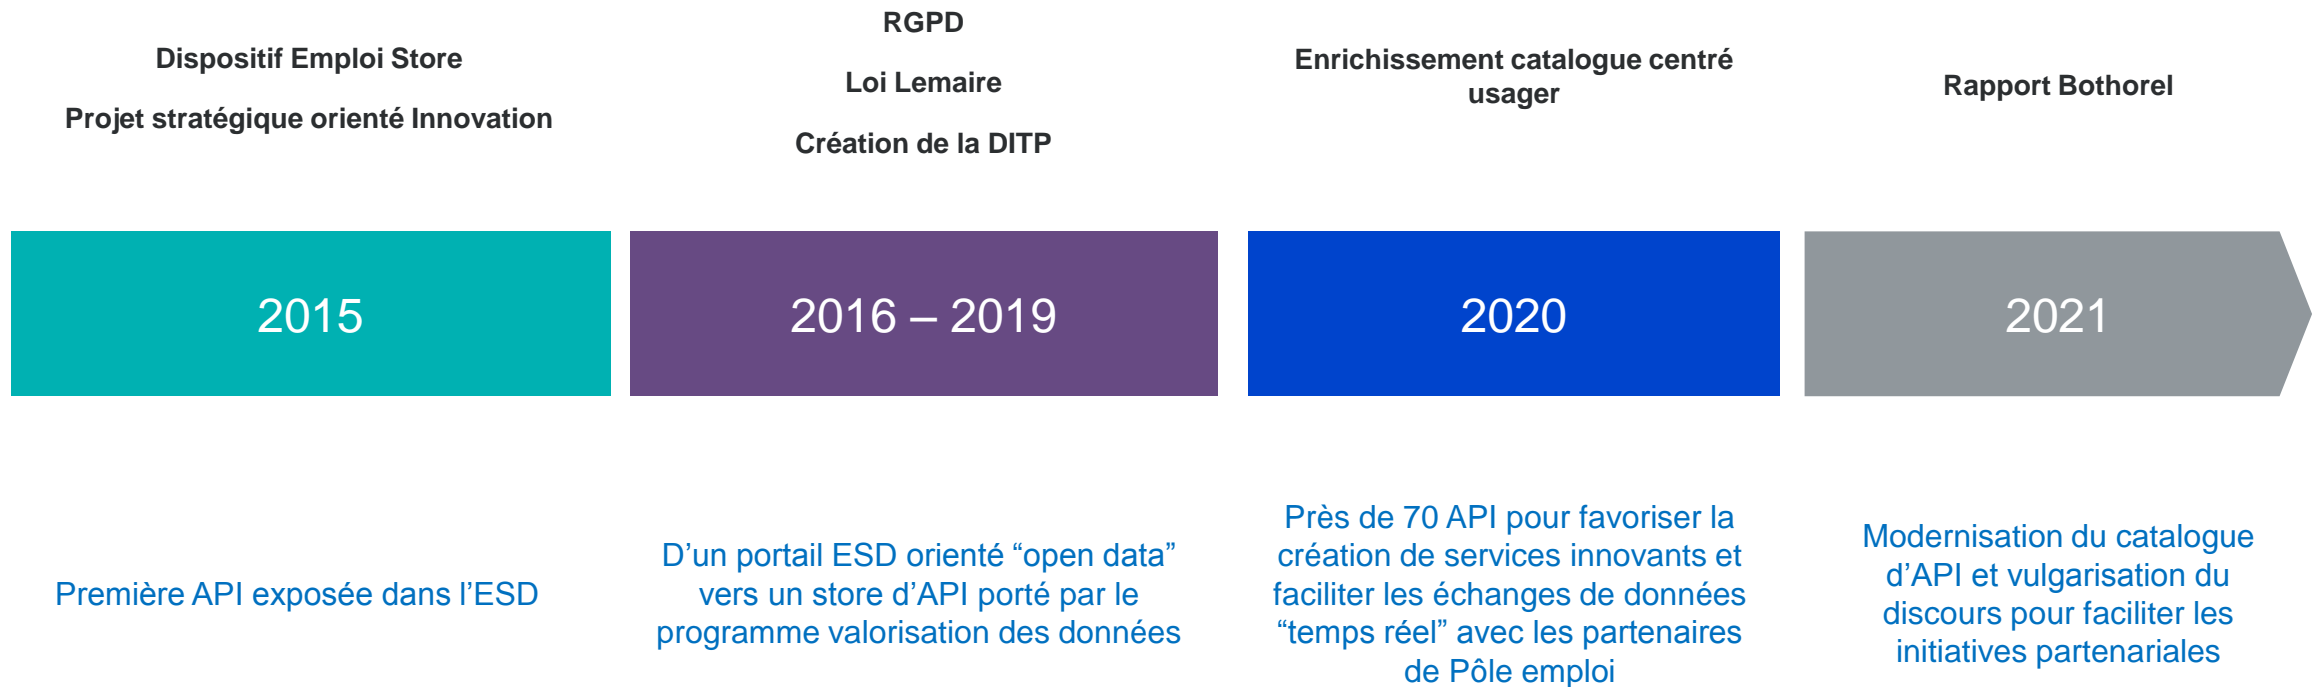 Dispositif Emploi Store
Projet stratégique orienté Innovation
RGPD
Loi Lemaire
Création de la DITP
Enrichissement catalogue centré
usager
Rapport Bothorel
2015
2016 – 2019
2020
2021
Première API exposée dans l’ESD
D’un portail ESD orienté “open data”
vers un store d’API porté par le
programme valorisation des données
Près de 70 API pour favoriser la
création de services innovants et
faciliter les échanges de données
“temps réel” avec les partenaires
de Pôle emploi
Modernisation du catalogue
d’API et vulgarisation du
discours pour faciliter les
initiatives partenariales